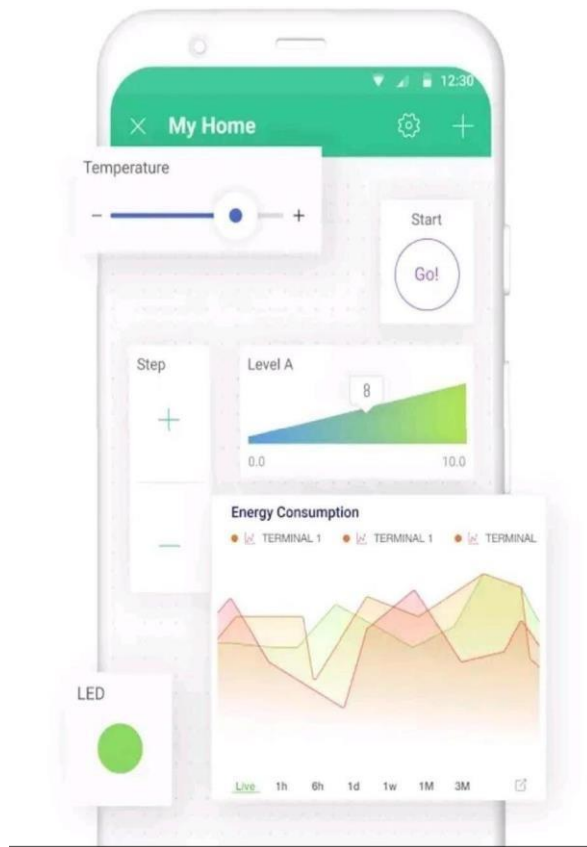 12:30
My Home
Temperature
- +
Start
Go!
Step
+
-
Level A
8
0.0 10.0
Energy Consumption
TERMINAL 1 TERMINAL 1 TERMINAL
Live 1h 6h 1d 1w 1M 3M
LED